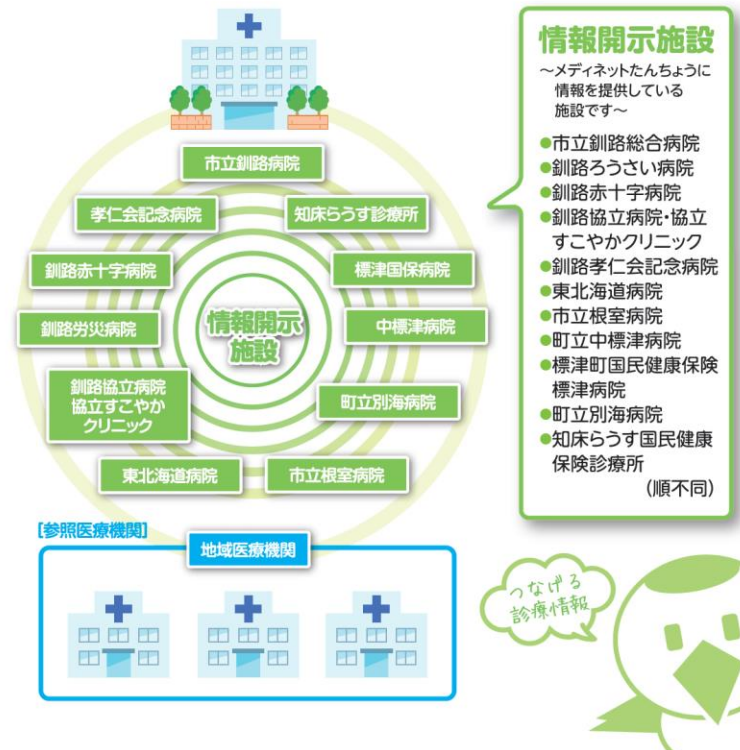 市立釧路病院
孝仁会記念病院
知床らうす診療所
釧路赤十字病院
標津国保病院
釧路労災病院
情報開示
施設
中標津病院
釧路協立病院
協立すこやか
クリニック
町立別海病院
東北海道病院
市立根室病院
[参照医療機関]
地域医療機関
情報開示施設
～メディネットたんちょうに
情報を提供している
施設です～
●市立釧路総合病院
●釧路ろうさい病院
●釧路赤十字病院
●釧路協立病院・協立
すこやかクリニック
●釧路孝仁会記念病院
●東北海道病院
●市立根室病院
●町立中標津病院
●標津町国民健康保険
標津病院
●町立別海病院
●知床らうす国民健康
保険診療所
(順不同)
つなげる
診療情報